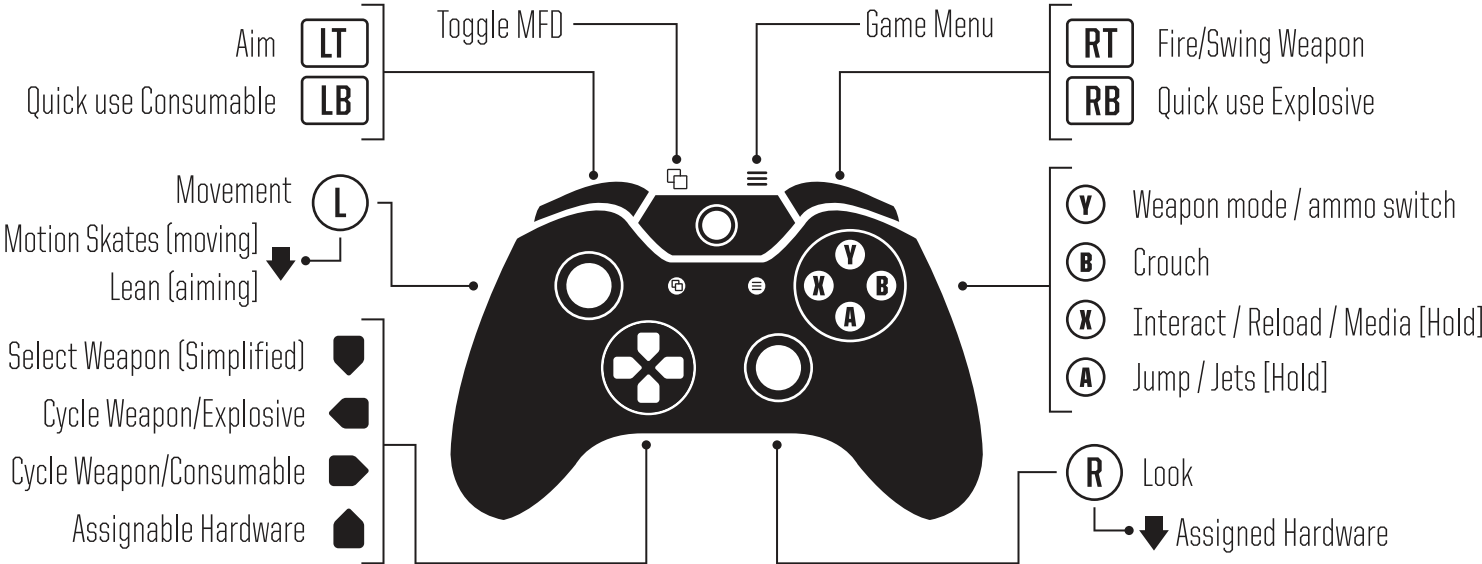 Aim LT
Quick use Consumable LB
Toggle MFD
Game Menu
RT Fire/Swing Weapon
RB Quick use Explosive
Movement L
Motion Skates (moving)
Lean (aiming)
Select Weapon (Simplified)
Cycle Weapon/Explosive
Cycle Weapon/Consumable
Assignable Hardware
Y
X B
A
Y Weapon mode / ammo switch
B Crouch
X Interact / Reload / Media [Hold]
A Jump / Jets [Hold]
R Look
Assigned Hardware